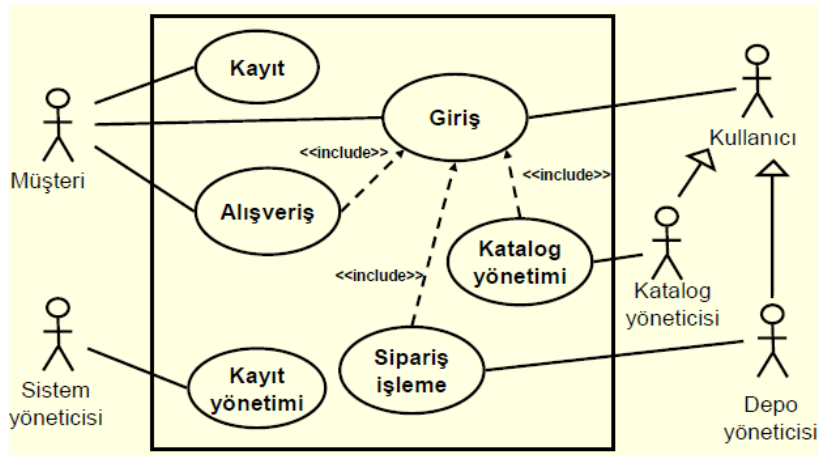 Kayıt
Giriş
Kullanıcı
Müşteri
<<include>>
<<include>>
Alışveriş
Katalog
yönetimi
<<include>>
Katalog
yöneticisi
Sistem
yöneticisi
Kayıt
yönetimi
Sipariş
işleme
Depo
yöneticisi